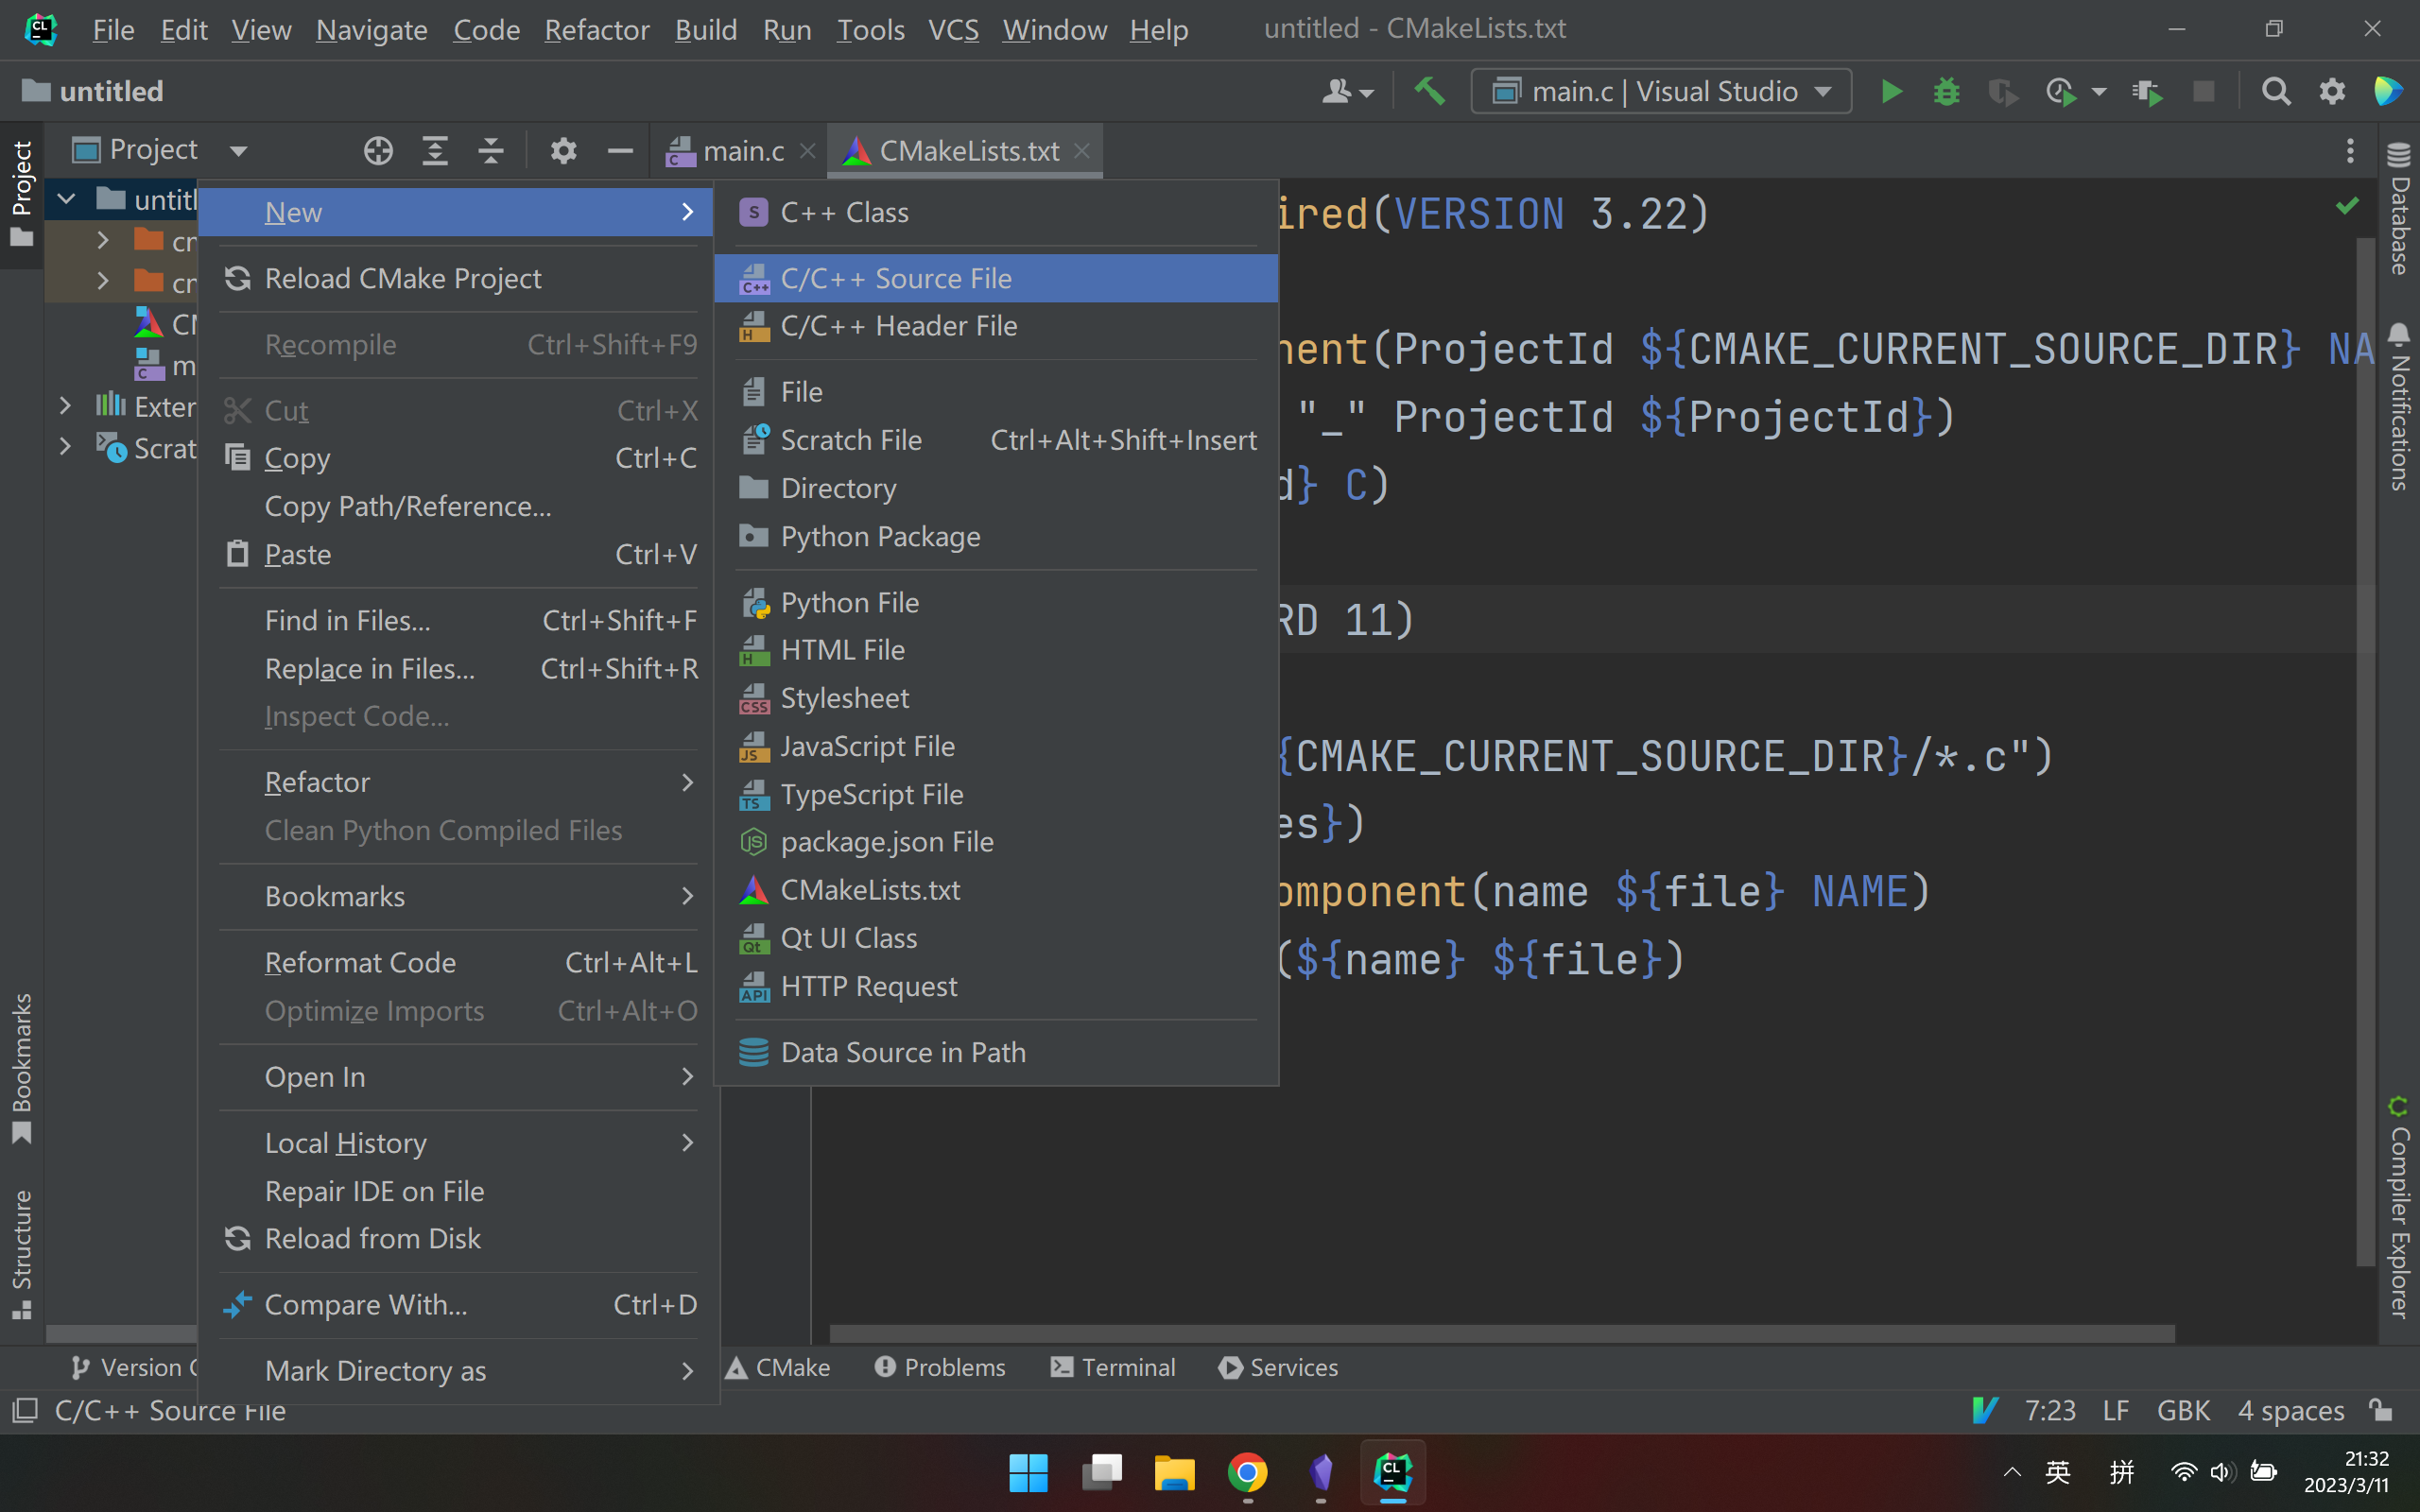 File Edit View Navigate Code Refactor Build Run Tools VCS Window Help untitled - CMakeLists.txt
untitled
main.c | Visual Studio
Project
main.c
CMakeLists.txt
Project
untitl
cm
cm
CM
m
Exter
Scrat
New
Reload CMake Project
Recompile Ctrl+Shift+F9
Cut Ctrl+X
Copy Ctrl+C
Copy Path/Reference...
Paste Ctrl+V
Find in Files... Ctrl+Shift+F
Replace in Files... Ctrl+Shift+R
Inspect Code...
Refactor
Clean Python Compiled Files
Bookmarks
Reformat Code Ctrl+Alt+L
Optimize Imports Ctrl+Alt+O
Open In
Local History
Repair IDE on File
Reload from Disk
Compare With... Ctrl+D
Mark Directory as
C++ Class
C/C++ Source File
C/C++ Header File
File
Scratch File Ctrl+Alt+Shift+Insert
Directory
Python Package
Python File
HTML File
Stylesheet
JavaScript File
TypeScript File
package.json File
CMakeLists.txt
Qt UI Class
HTTP Request
Data Source in Path
ired(VERSION 3.22)
nent(ProjectId ${CMAKE_CURRENT_SOURCE_DIR} NA
"_" ProjectId ${ProjectId})
d} C)
RD 11)
{CMAKE_CURRENT_SOURCE_DIR}/*.c")
es})
omponent(name ${file} NAME)
(${name} ${file})
Database
Notifications
Compiler Explorer
Bookmarks
Structure
Version C
CMake
Problems
Terminal
Services
C/C++ Source File
7:23 LF GBK 4 spaces
英 拼
21:32
2023/3/11